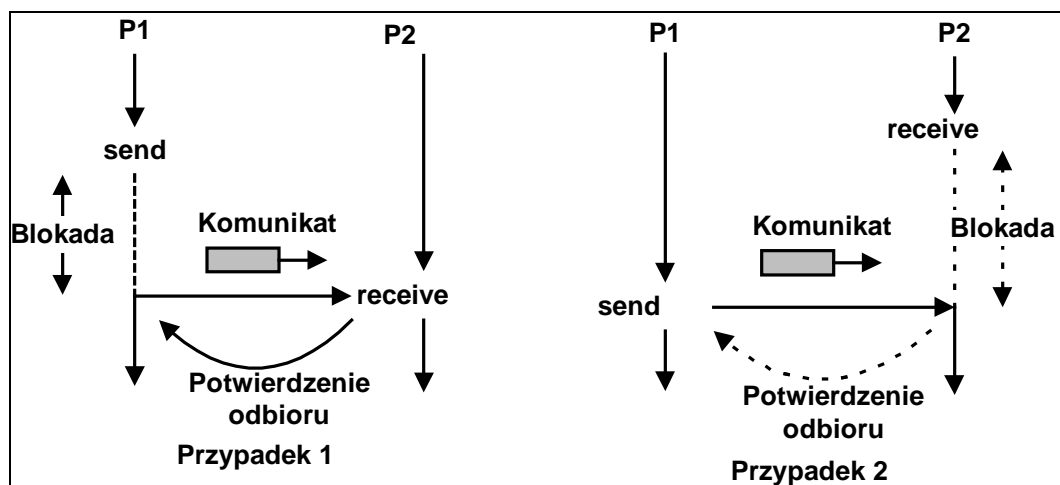 P1
P2
send
Blokada
Komunikat
receive
Potwierdzenie
odbioru
Przypadek 1
P1
P2
receive
Komunikat
Blokada
send
Potwierdzenie
odbioru
Przypadek 2